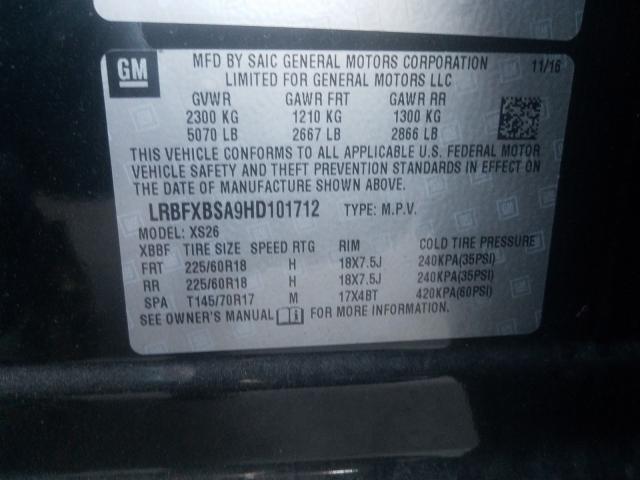 GM
MFD BY SAIC GENERAL MOTORS CORPORATION 11/16
LIMITED FOR GENERAL MOTORS LLC
GVWR GAWR FRT GAWR RR
2300 KG 1210 KG 1300 KG
5070 LB 2667 LB 2866 LB
THIS VEHICLE CONFORMS TO ALL APPLICABLE U.S. FEDERAL MOTOR
VEHICLE SAFETY AND THEFT PREVENTION STANDARDS IN EFFECT ON
THE DATE OF MANUFACTURE SHOWN ABOVE.
LRBFXBSA9HD101712 TYPE: M.P.V.
MODEL: XS26
XBBF TIRE SIZE SPEED RTG RIM COLD TIRE PRESSURE
FRT 225/60R18 H 18X7.5J 240KPA(35PSI)
RR 225/60R18 H 18X7.5J 240KPA(35PSI)
SPA T145/70R17 M 17X4BT 420KPA(60PSI)
SEE OWNER'S MANUAL FOR MORE INFORMATION.